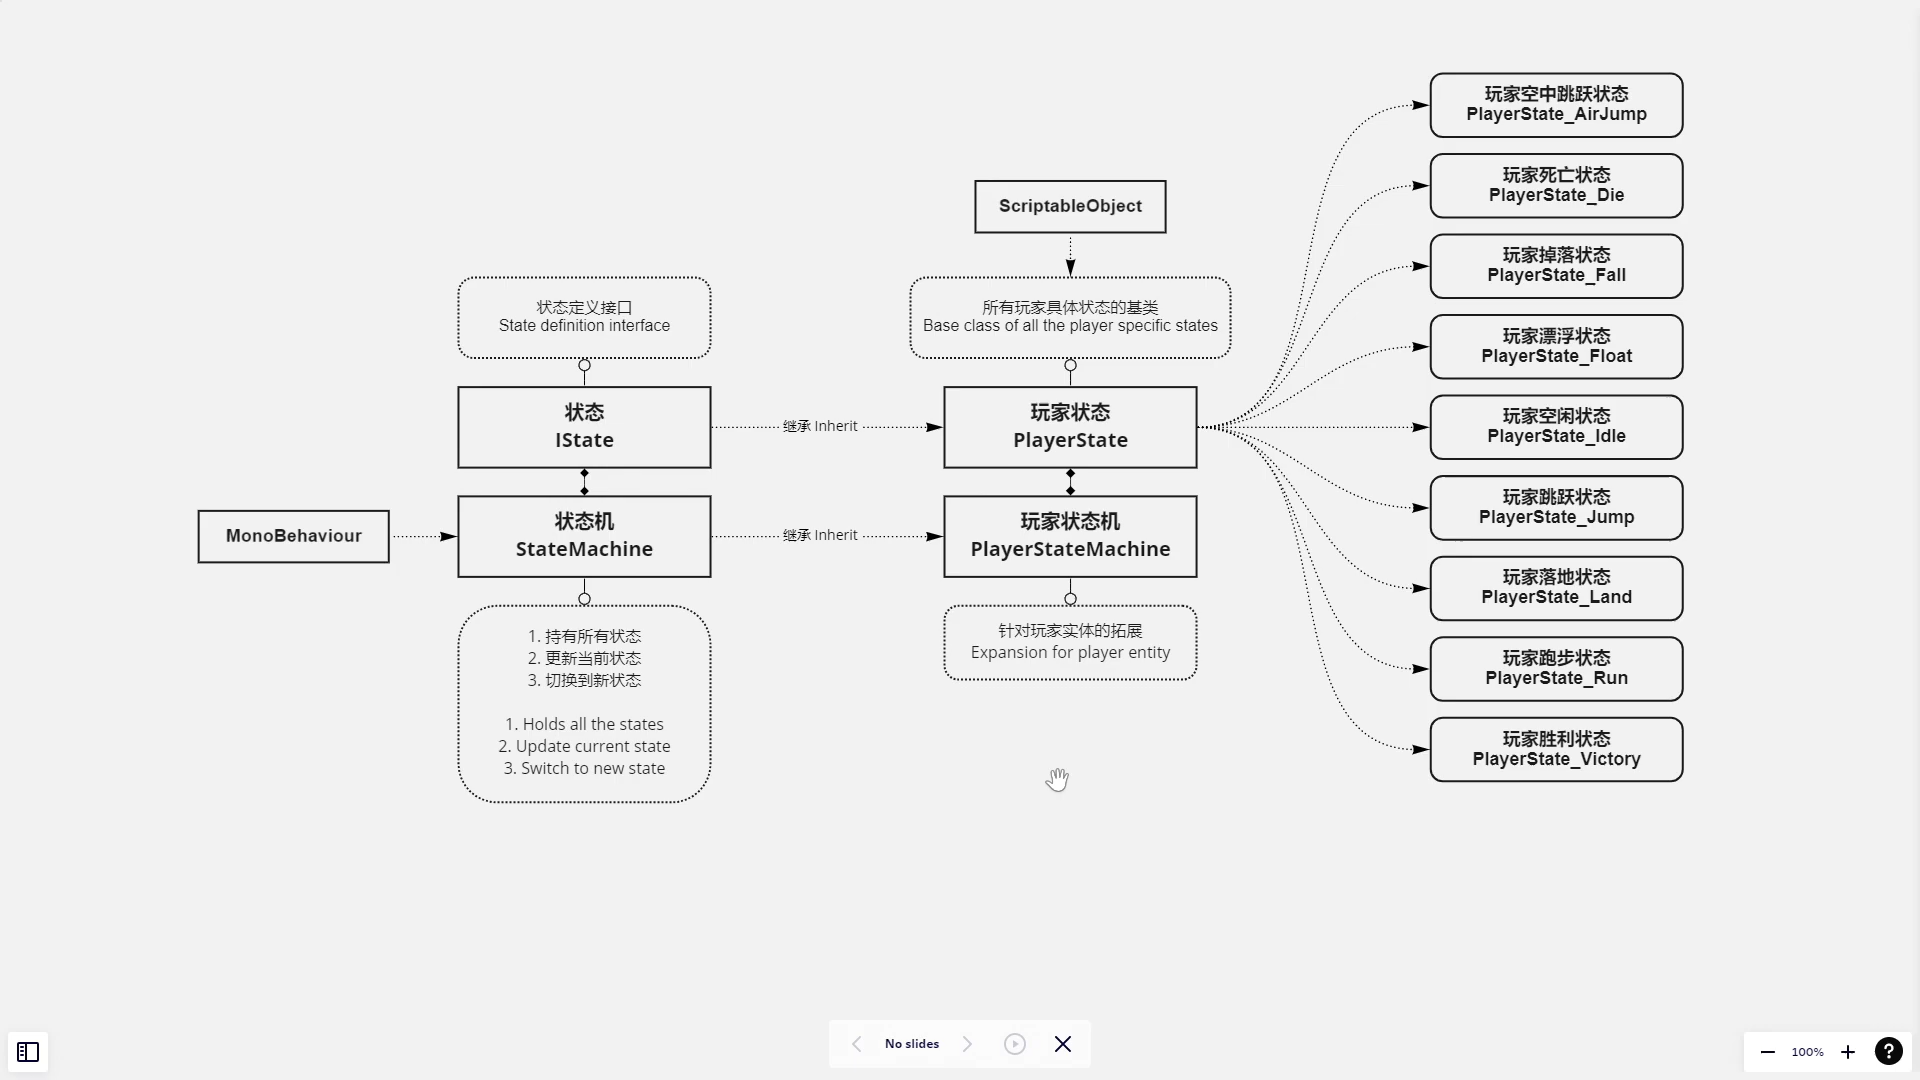 MonoBehaviour
状态定义接口
State definition interface
状态
IState
状态机
StateMachine
1. 持有所有状态
2. 更新当前状态
3. 切换到新状态
1. Holds all the states
2. Update current state
3. Switch to new state
继承 Inherit
继承 Inherit
ScriptableObject
所有玩家具体状态的基类
Base class of all the player specific states
玩家状态
PlayerState
玩家状态机
PlayerStateMachine
针对玩家实体的拓展
Expansion for player entity
玩家空中跳跃状态
PlayerState_AirJump
玩家死亡状态
PlayerState_Die
玩家掉落状态
PlayerState_Fall
玩家漂浮状态
PlayerState_Float
玩家空闲状态
PlayerState_Idle
玩家跳跃状态
PlayerState_Jump
玩家落地状态
PlayerState_Land
玩家跑步状态
PlayerState_Run
玩家胜利状态
PlayerState_Victory
No slides
100%
?